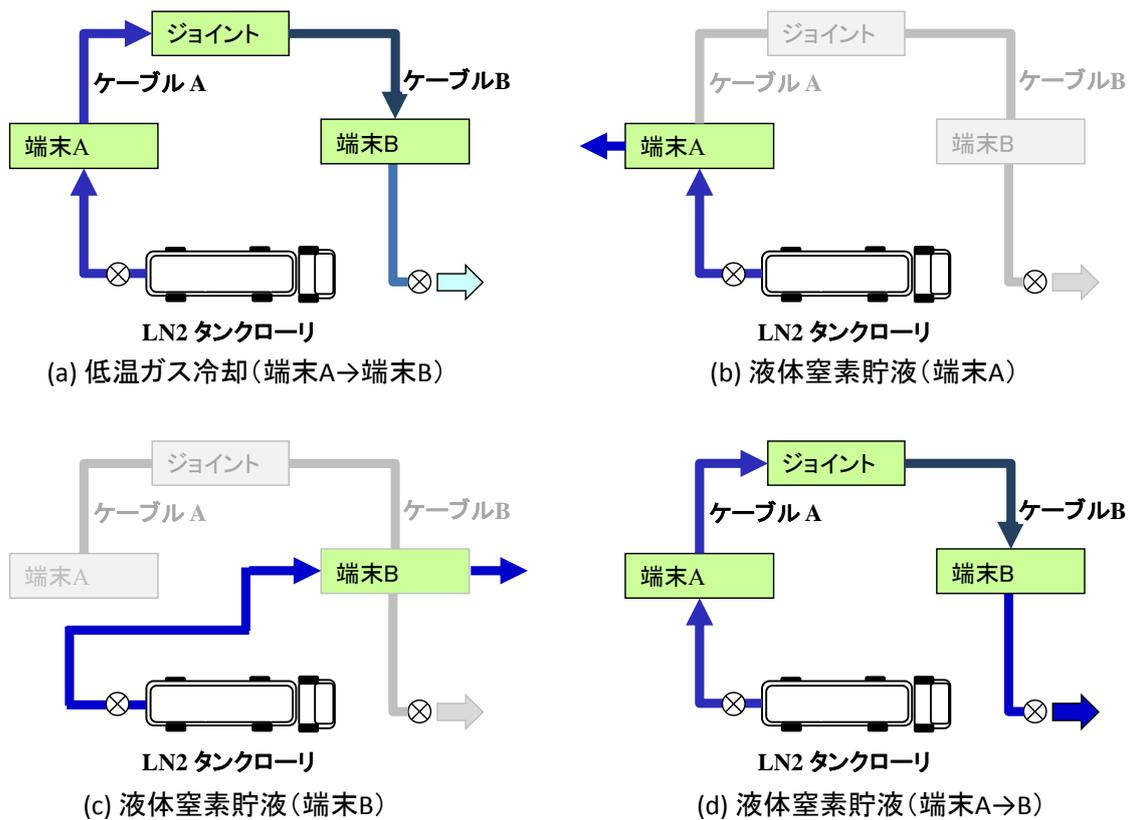 ジョイント
ケーブル A
ケーブルB
端末A
端末B
LN2 タンクローリ
(a) 低温ガス冷却(端末A→端末B)
ジョイント
ケーブル A
ケーブルB
端末A
端末B
LN2 タンクローリ
(b) 液体窒素貯液(端末A)
ジョイント
ケーブル A
ケーブルB
端末A
端末B
LN2 タンクローリ
(c) 液体窒素貯液(端末B)
ジョイント
ケーブル A
ケーブルB
端末A
端末B
LN2 タンクローリ
(d) 液体窒素貯液(端末A→B)